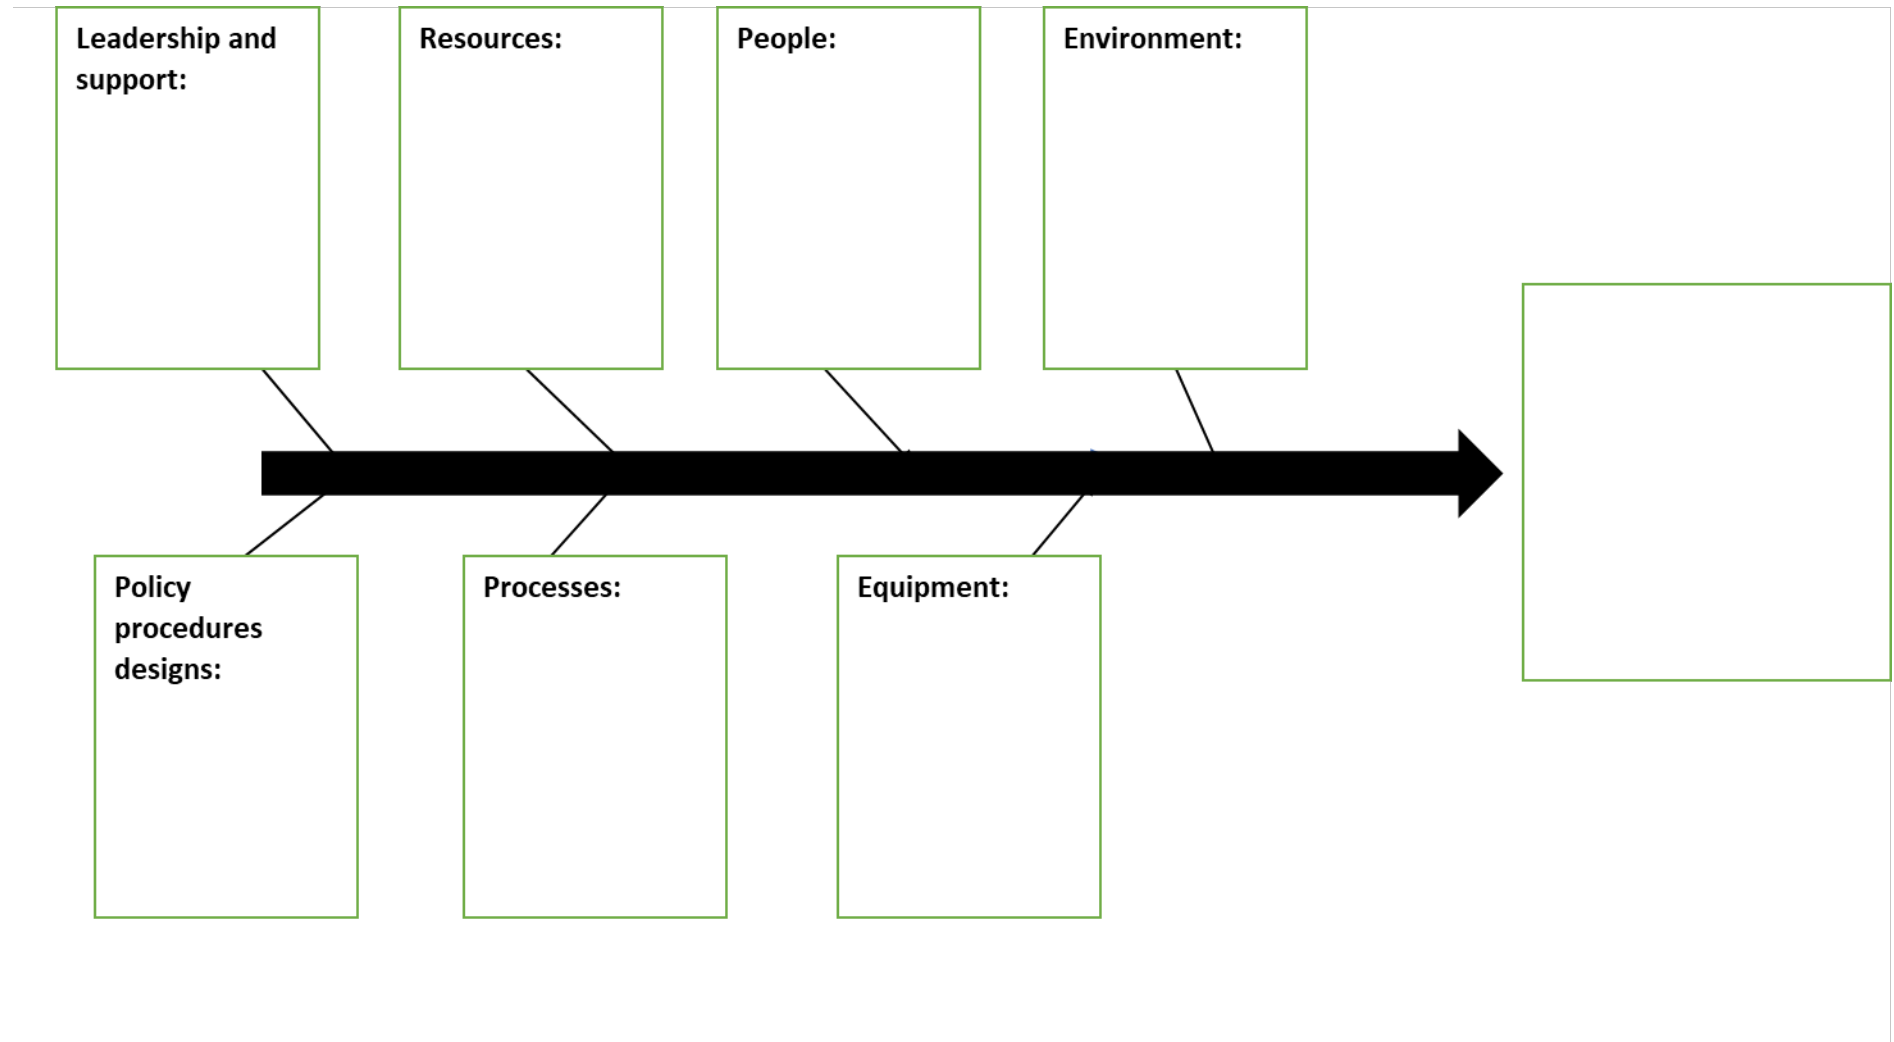 Leadership and
support:
Resources:
People:
Environment:
Policy
procedures
designs:
Processes:
Equipment: